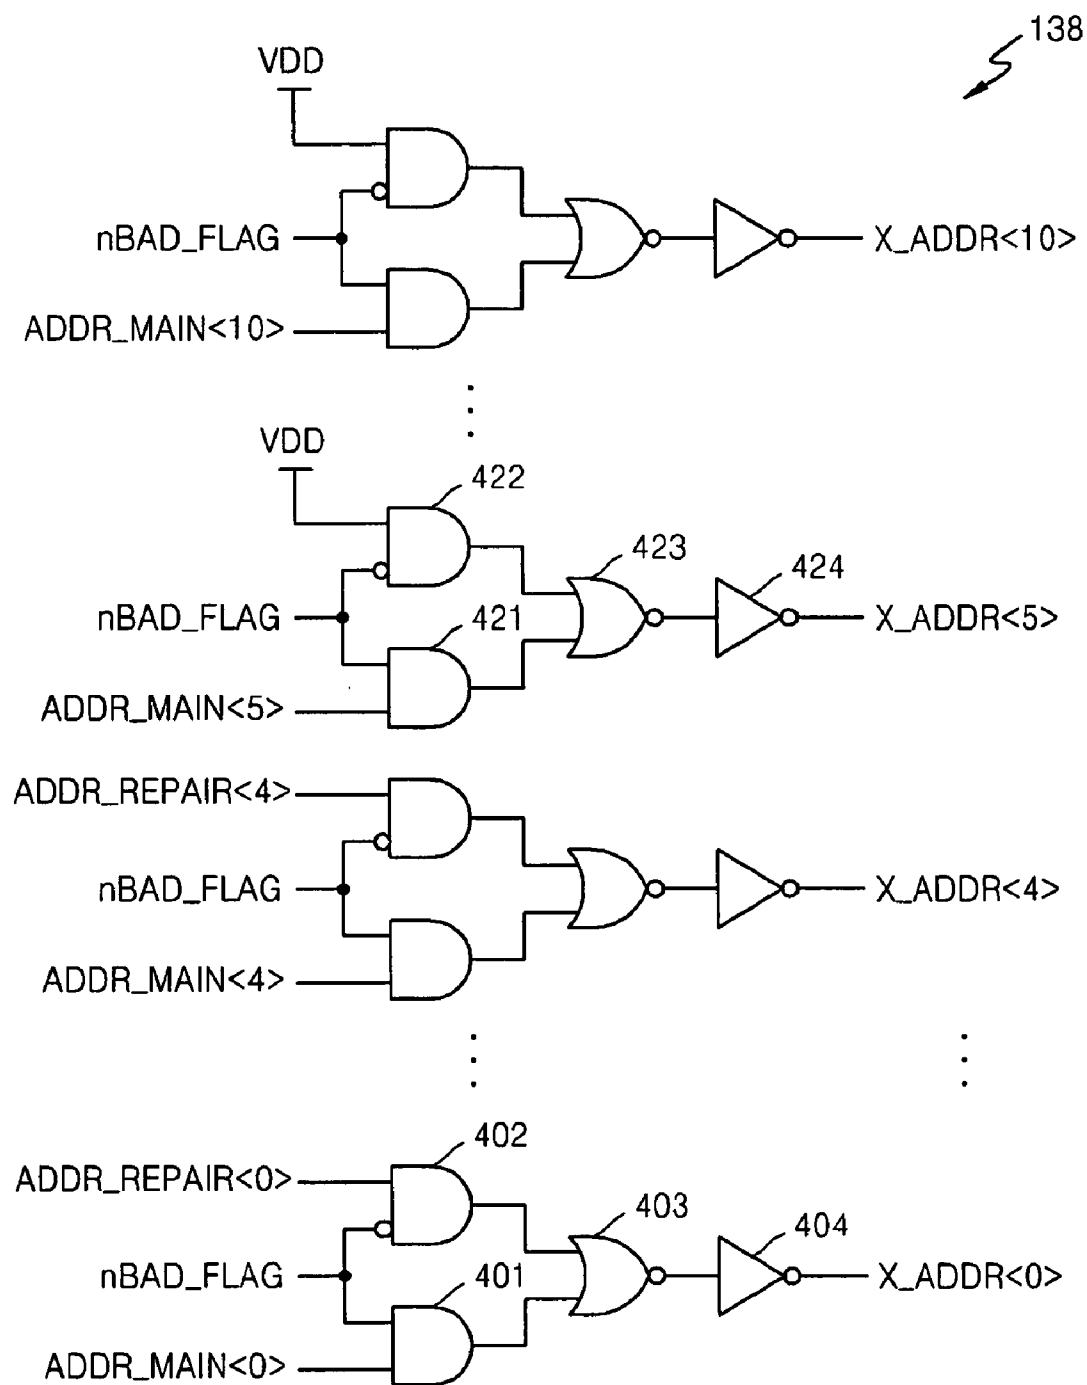 138
VDD
nBAD_FLAG
ADDR_MAIN<10>
X_ADDR<10>
VDD
422
423
424
nBAD_FLAG
421
X_ADDR<5>
ADDR_MAIN<5>
ADDR_REPAIR<4>
nBAD_FLAG
X_ADDR<4>
ADDR_MAIN<4>
402
ADDR_REPAIR<0>
403
404
nBAD_FLAG
401
X_ADDR<0>
ADDR_MAIN<0>